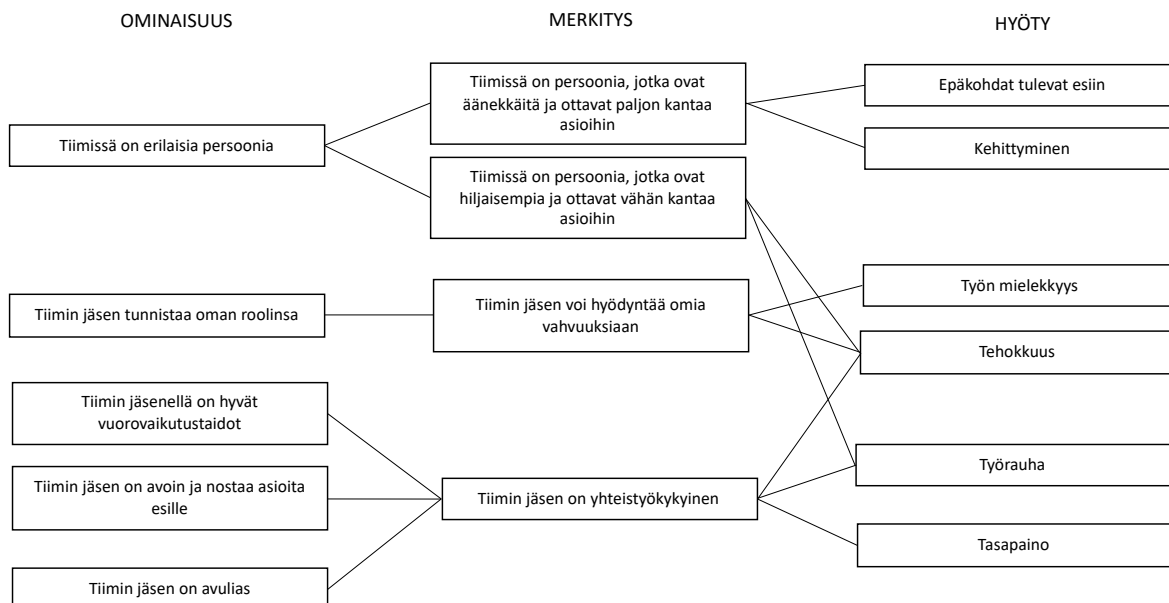 OMINAISUUS
MERKITYS
HYÖTY
Tiimissä on erilaisia persoonia
Tiimin jäsen tunnistaa oman roolinsa
Tiimin jäsenellä on hyvät
vuorovaikutustaidot
Tiimin jäsen on avoin ja nostaa asioita
esille
Tiimin jäsen on avulias
Tiimissä on persoonia, jotka ovat
äänekkäitä ja ottavat paljon kantaa
asioihin
Tiimissä on persoonia, jotka ovat
hiljaisempia ja ottavat vähän kantaa
asioihin
Tiimin jäsen voi hyödyntää omia
vahvuuksiaan
Tiimin jäsen on yhteistyökykyinen
Epäkohdat tulevat esiin
Kehittyminen
Työn mielekkyys
Tehokkuus
Työrauha
Tasapaino